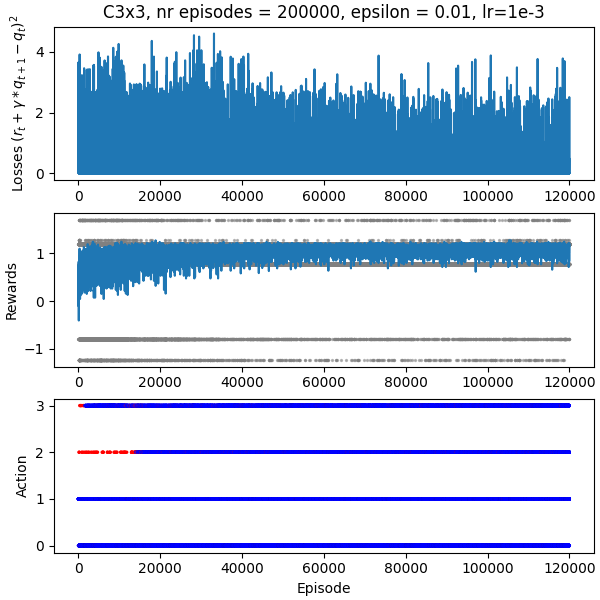 C3x3, nr episodes = 200000, epsilon = 0.01, lr=1e-3
Losses $(r_t + \gamma * q_{t+1} - q_t)^2$
4
2
0
0 20000 40000 60000 80000 100000 120000
Rewards
1
0
−1
0 20000 40000 60000 80000 100000 120000
Action
3
2
1
0
0 20000 40000 60000 80000 100000 120000
Episode